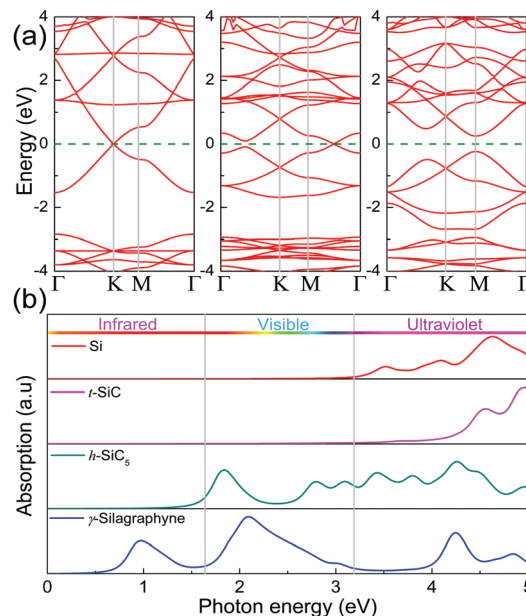 (a)
Energy (eV)
4
2
0
-2
-4
Γ K M Γ
4
2
0
-2
-4
Γ K M Γ
4
2
0
-2
-4
Γ K M Γ
(b)
Absorption (a.u)
Infrared Visible Ultraviolet
Si
t-SiC
h-SiC₅
γ-Silagraphyne
0 1 2 3 4 5
Photon energy (eV)